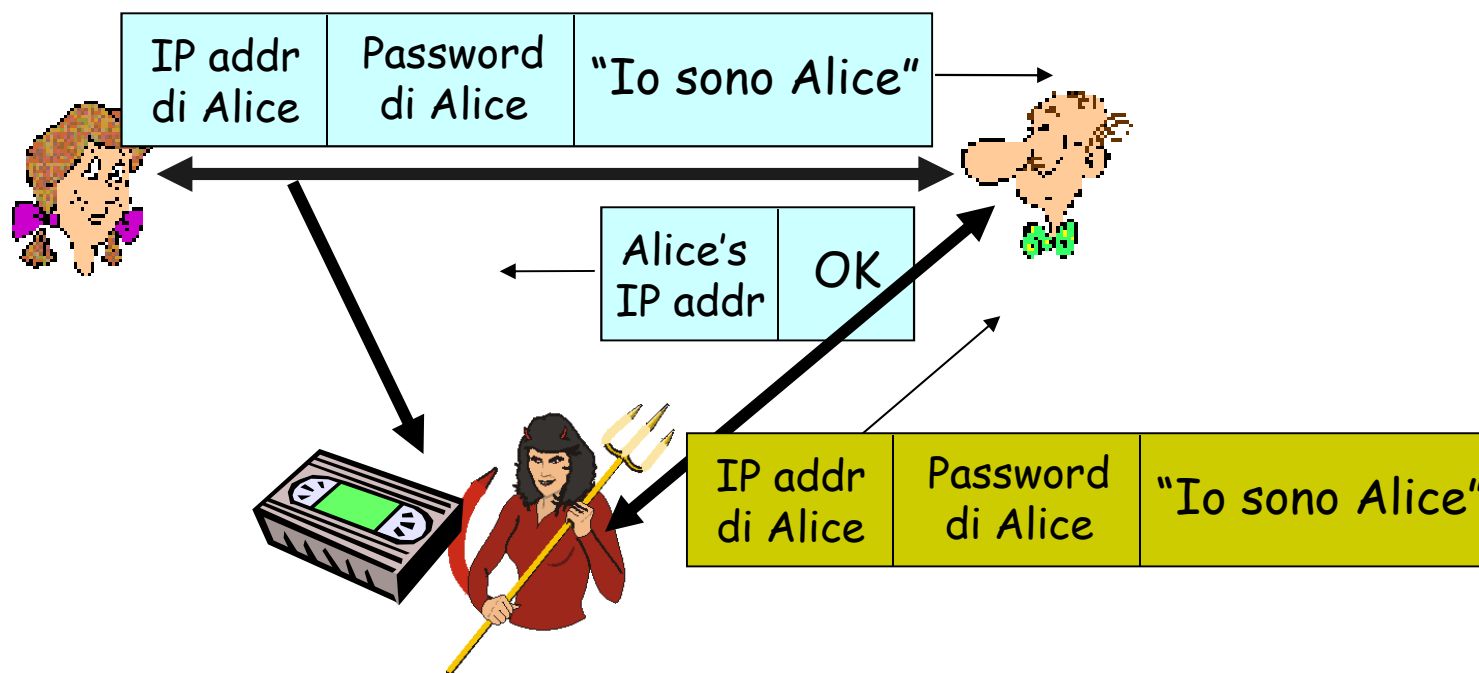 IP addr
di Alice
Password
di Alice
“Io sono Alice”
Alice’s
IP addr
OK
IP addr
di Alice
Password
di Alice
“Io sono Alice”